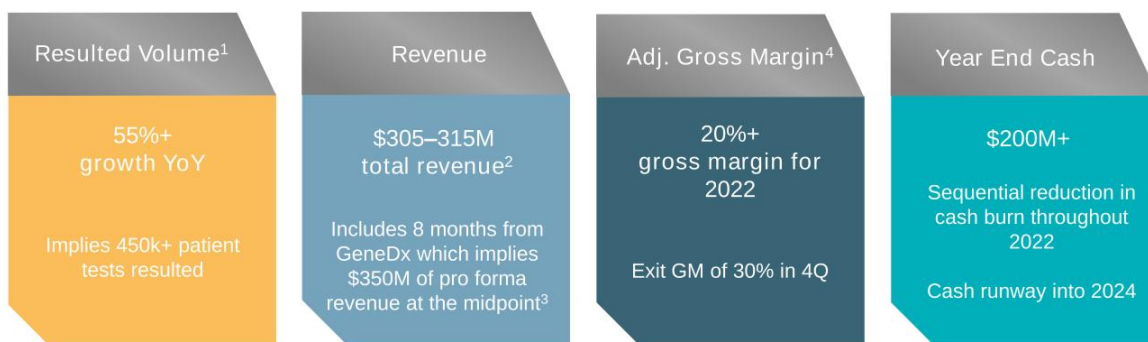 Resulted Volume¹
55%+
growth YoY
Implies 450k+ patient
tests resulted
Revenue
$305–315M
total revenue²
Includes 8 months from
GeneDx which implies
$350M of pro forma
revenue at the midpoint³
Adj. Gross Margin⁴
20%+
gross margin for
2022
Exit GM of 30% in 4Q
Year End Cash
$200M+
Sequential reduction in
cash burn throughout
2022
Cash runway into 2024